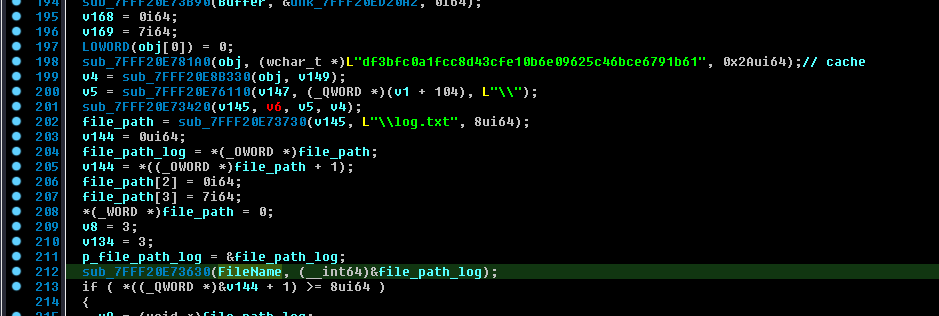 194 sub_7FFF20E73B90(Buffer, &unk_7FFF20ED20A2, 0i64);
195 v168 = 0i64;
196 v169 = 7i64;
197 LOWORD(obj[0]) = 0;
198 sub_7FFF20E781A0(obj, (wchar_t *)L"df3bfc0a1fcc8d43cfe10b6e09625c46bce6791b61", 0x2Aui64);// cache
199 v4 = sub_7FFF20E8B330(obj, v149);
200 v5 = sub_7FFF20E76110(v147, (_QWORD *)(v1 + 104), L"\\");
201 sub_7FFF20E73420(v145, v6, v5, v4);
202 file_path = sub_7FFF20E73730(v145, L"\\log.txt", 8ui64);
203 v144 = 0ui64;
204 file_path_log = *(_OWORD *)file_path;
205 v144 = *((_OWORD *)file_path + 1);
206 file_path[2] = 0i64;
207 file_path[3] = 7i64;
208 *(_WORD *)file_path = 0;
209 v8 = 3;
210 v134 = 3;
211 p_file_path_log = &file_path_log;
212 sub_7FFF20E73630(FileName, (__int64)&file_path_log);
213 if ( *((_QWORD *)&v144 + 1) >= 8ui64 )
214 {